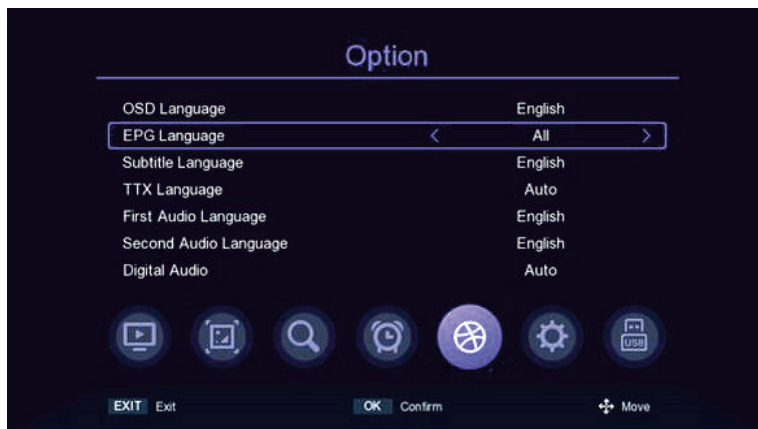 Option
OSD Language English
EPG Language < All >
Subtitle Language English
TTX Language Auto
First Audio Language English
Second Audio Language English
Digital Audio Auto
USB
EXIT Exit OK Confirm Move